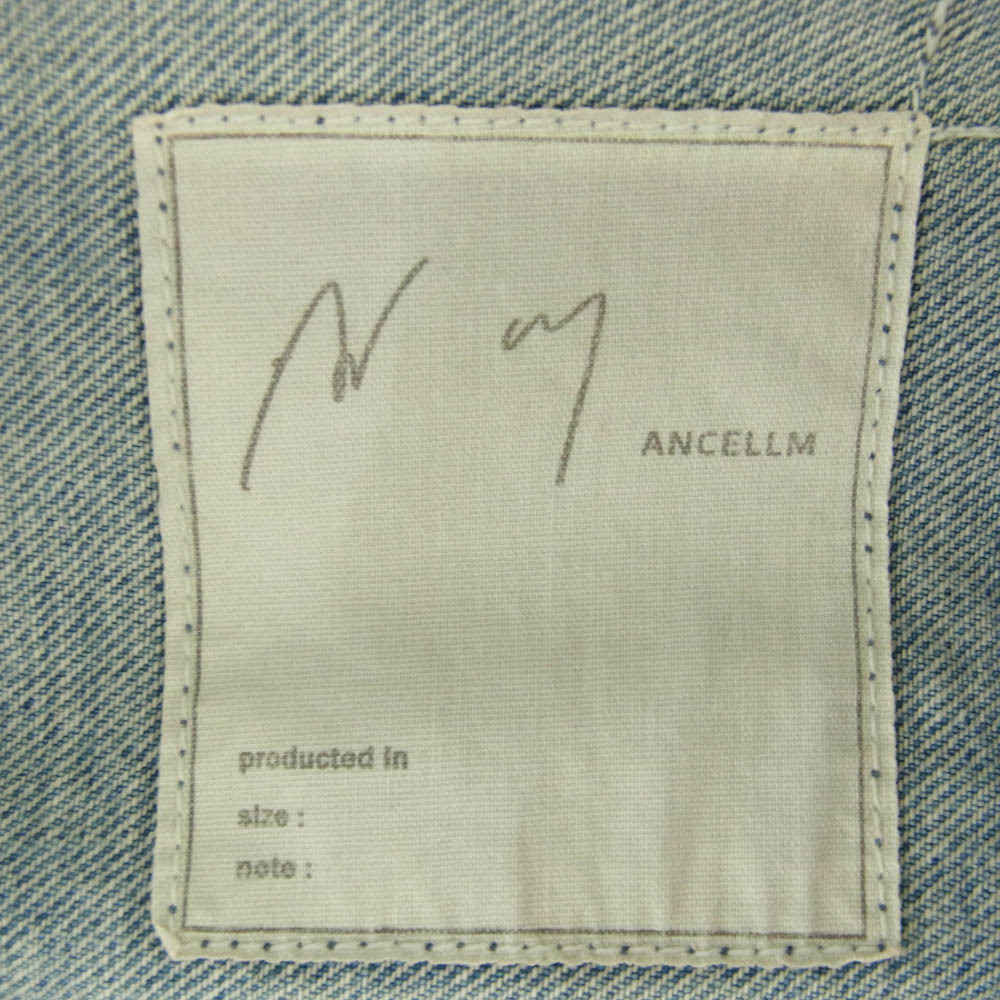 ANCELLM
producted in
size :
note :